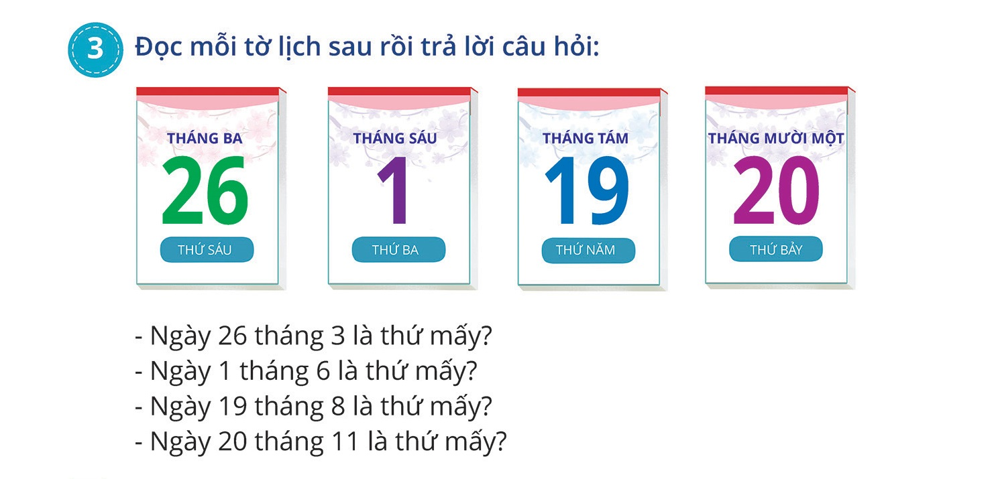 3 Đọc mỗi tờ lịch sau rồi trả lời câu hỏi:
THÁNG BA
26
THỨ SÁU
THÁNG SÁU
1
THỨ BA
THÁNG TÁM
19
THỨ NĂM
THÁNG MƯỜI MỘT
20
THỨ BẢY
- Ngày 26 tháng 3 là thứ mấy?
- Ngày 1 tháng 6 là thứ mấy?
- Ngày 19 tháng 8 là thứ mấy?
- Ngày 20 tháng 11 là thứ mấy?